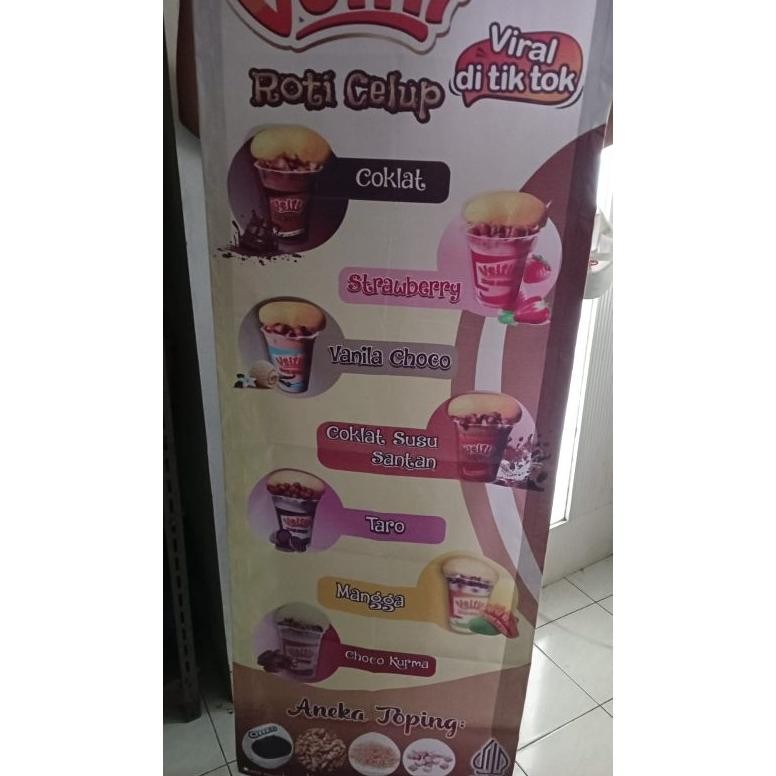 Viral
di tik tok
Roti Celup
Coklat
Strawberry
Vanila Choco
Coklat Susu
Santan
Taro
Mangga
Choco Kurma
Aneka Toping: